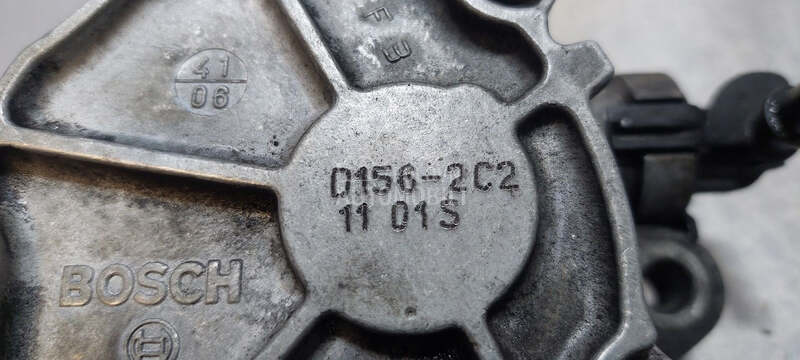 41
06
F B
D156-2C2
11 01S
BOSCH